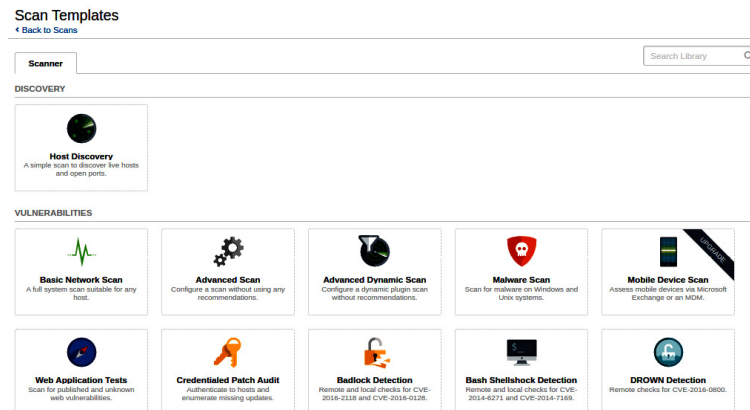 Scan Templates
Back to Scans
Scanner
Search Library
DISCOVERY
Host Discovery
A simple scan to discover live hosts
and open ports.
VULNERABILITIES
Basic Network Scan
A full system scan suitable for any
host.
Advanced Scan
Configure a scan without using any
recommendations.
Advanced Dynamic Scan
Configure a dynamic plugin scan
without recommendations.
Malware Scan
Scan for malware on Windows and
Unix systems.
UPGRADE
Mobile Device Scan
Assess mobile devices via Microsoft
Exchange or an MDM.
Web Application Tests
Scan for published and unknown
web vulnerabilities.
Credentialed Patch Audit
Authenticate to hosts and
enumerate missing updates.
Badlock Detection
Remote and local checks for CVE-
2016-2118 and CVE-2016-0128.
$_
Bash Shellshock Detection
Remote and local checks for CVE-
2014-6271 and CVE-2014-7169.
DROWN Detection
Remote checks for CVE-2016-0800.